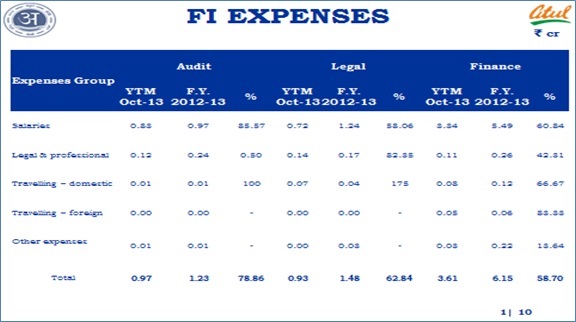 अ
FI EXPENSES
Atul
₹ cr
Expenses Group Audit Legal Finance
YTM Oct-13 F.Y. 2012-13 % YTM Oct-13 F.Y. 2012-13 % YTM Oct-13 F.Y. 2012-13 %
Salaries 0.83 0.97 85.57 0.72 1.24 58.06 3.34 5.49 60.84
Legal & professional 0.12 0.24 0.50 0.14 0.17 82.35 0.11 0.26 42.31
Travelling – domestic 0.01 0.01 100 0.07 0.04 175 0.08 0.12 66.67
Travelling – foreign 0.00 0.00 - 0.00 0.00 - 0.05 0.06 83.33
Other expenses 0.01 0.01 - 0.00 0.03 - 0.03 0.22 13.64
Total 0.97 1.23 78.86 0.93 1.48 62.84 3.61 6.15 58.70
1| 10